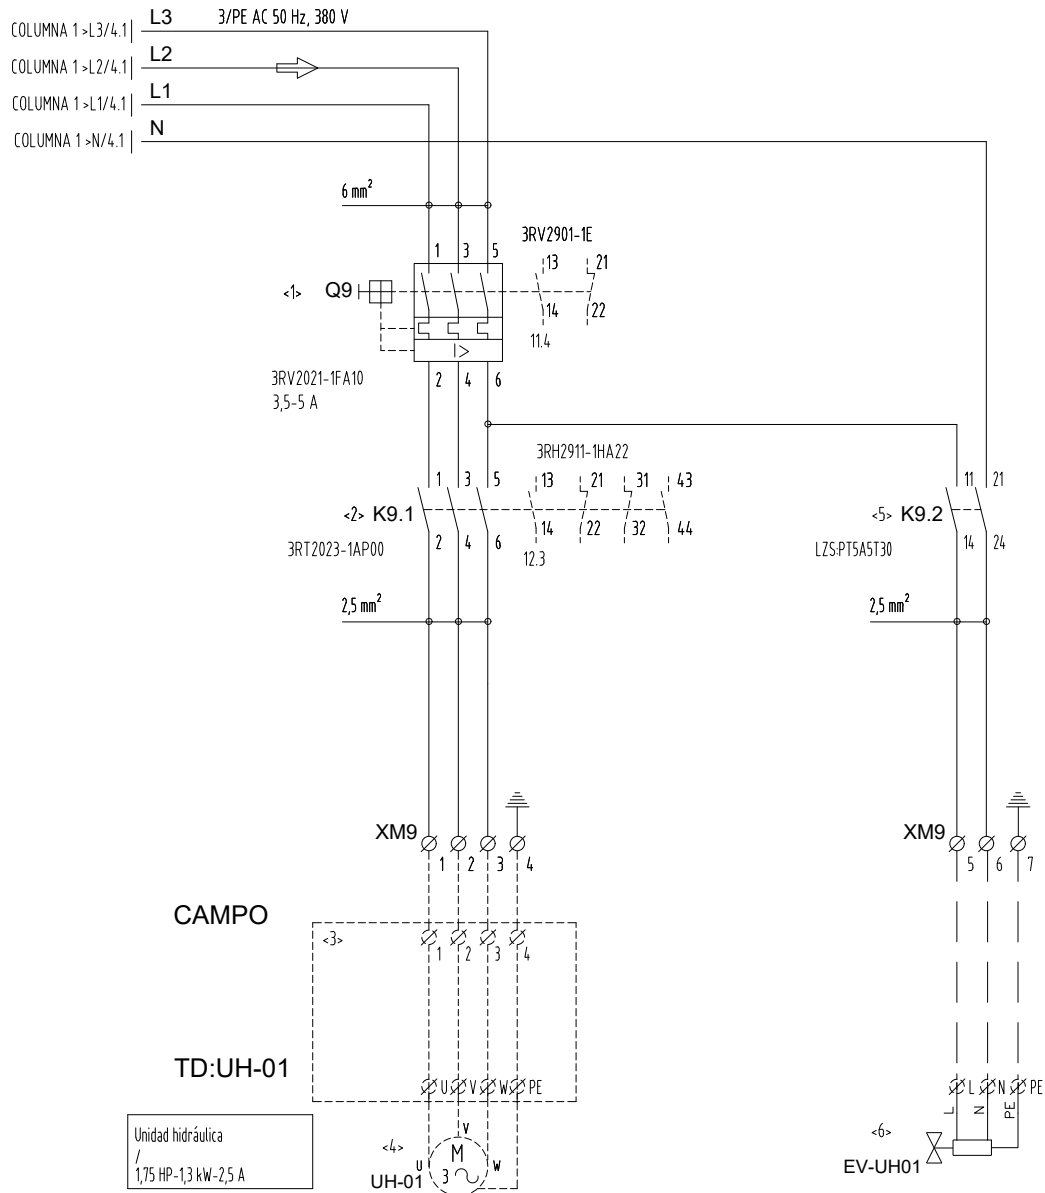 L3 3/PE AC 50 Hz, 380 V
COLUMNA 1 >L3/4.1
L2
COLUMNA 1 >L2/4.1
L1
COLUMNA 1 >L1/4.1
N
COLUMNA 1 >N/4.1
6 mm²
3RV2901-1E
1 3 5 13 21
<1> Q9
14 22
11.4
3RV2021-1FA10
3,5-5 A
I>
2 4 6
3RH2911-1HA22
1 3 5 13 21 31 43 11 21
<2> K9.1 <5> K9.2
2 4 6 14 22 32 44 14 24
3RT2023-1AP00 12.3 LZS:PT5A5T30
2,5 mm² 2,5 mm²
XM9 XM9
1 2 3 4 5 6 7
CAMPO
<3>
1 2 3 4
TD:UH-01
U V W PE L N PE
L N PE
Unidad hidráulica
/
1,75 HP-1,3 kW-2,5 A
<4> V <6>
U M W
3
UH-01 EV-UH01